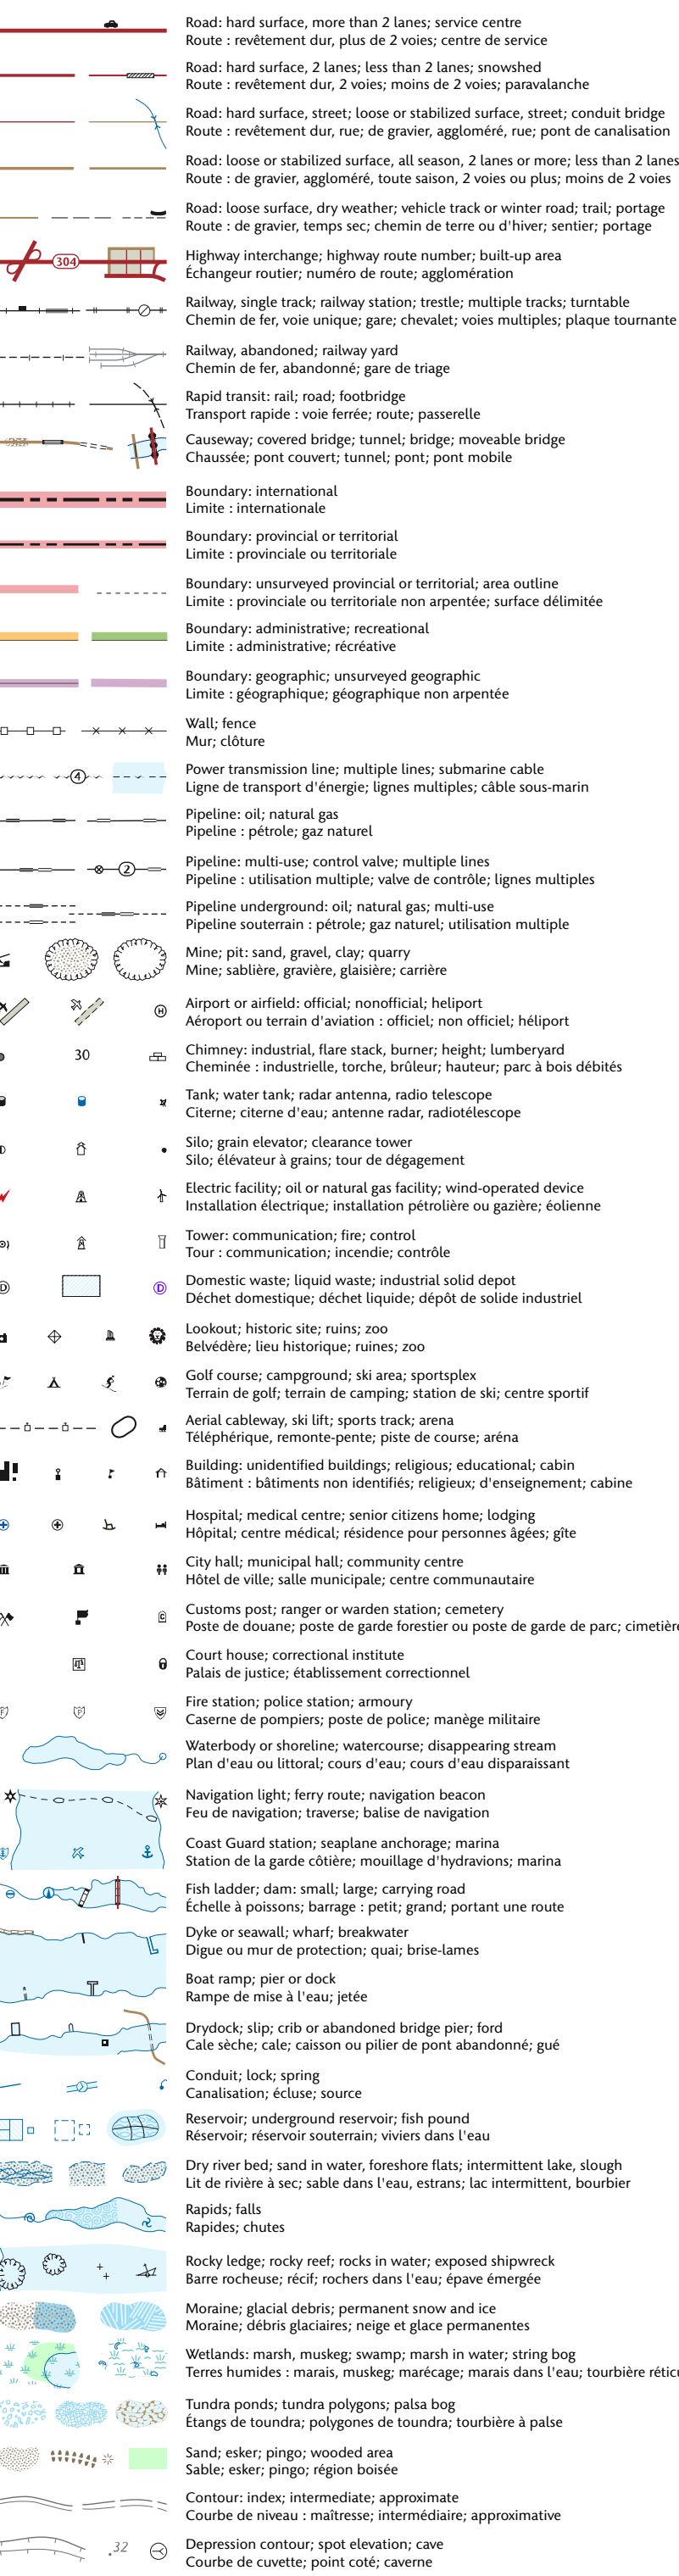 Road: hard surface, more than 2 lanes; service centre
Route : revêtement dur, plus de 2 voies; centre de service
Road: hard surface, 2 lanes; less than 2 lanes; snowshed
Route : revêtement dur, 2 voies; moins de 2 voies; paravalanche
Road: hard surface, street; loose or stabilized surface, street; conduit bridge
Route : revêtement dur, rue; de gravier, aggloméré, rue; pont de canalisation
Road: loose or stabilized surface, all season, 2 lanes or more; less than 2 lanes
Route : de gravier, aggloméré, toute saison, 2 voies ou plus; moins de 2 voies
Road: loose surface, dry weather; vehicle track or winter road; trail; portage
Route : de gravier, temps sec; chemin de terre ou d'hiver; sentier; portage
304
Highway interchange; highway route number; built-up area
Échangeur routier; numéro de route; agglomération
Railway, single track; railway station; trestle; multiple tracks; turntable
Chemin de fer, voie unique; gare; chevalet; voies multiples; plaque tournante
Railway, abandoned; railway yard
Chemin de fer, abandonné; gare de triage
Rapid transit: rail; road; footbridge
Transport rapide : voie ferrée; route; passerelle
Causeway; covered bridge; tunnel; bridge; moveable bridge
Chaussée; pont couvert; tunnel; pont; pont mobile
Boundary: international
Limite : internationale
Boundary: provincial or territorial
Limite : provinciale ou territoriale
Boundary: unsurveyed provincial or territorial; area outline
Limite : provinciale ou territoriale non arpentée; surface délimitée
Boundary: administrative; recreational
Limite : administrative; récréative
Boundary: geographic; unsurveyed geographic
Limite : géographique; géographique non arpentée
Wall; fence
Mur; clôture
4
Power transmission line; multiple lines; submarine cable
Ligne de transport d'énergie; lignes multiples; câble sous-marin
Pipeline: oil; natural gas
Pipeline : pétrole; gaz naturel
2
Pipeline: multi-use; control valve; multiple lines
Pipeline : utilisation multiple; valve de contrôle; lignes multiples
Pipeline underground: oil; natural gas; multi-use
Pipeline souterrain : pétrole; gaz naturel; utilisation multiple
Mine; pit: sand, gravel, clay; quarry
Mine; sablière, gravière, glaisière; carrière
H
Airport or airfield: official; nonofficial; heliport
Aéroport ou terrain d'aviation : officiel; non officiel; héliport
30
Chimney: industrial, flare stack, burner; height; lumberyard
Cheminée : industrielle, torche, brûleur; hauteur; parc à bois débités
Tank; water tank; radar antenna, radio telescope
Citerne; citerne d'eau; antenne radar, radiotélescope
Silo; grain elevator; clearance tower
Silo; élévateur à grains; tour de dégagement
Electric facility; oil or natural gas facility; wind-operated device
Installation électrique; installation pétrolière ou gazière; éolienne
Tower: communication; fire; control
Tour : communication; incendie; contrôle
D D
Domestic waste; liquid waste; industrial solid depot
Déchet domestique; déchet liquide; dépôt de solide industriel
Lookout; historic site; ruins; zoo
Belvédère; lieu historique; ruines; zoo
Golf course; campground; ski area; sportsplex
Terrain de golf; terrain de camping; station de ski; centre sportif
Aerial cableway, ski lift; sports track; arena
Téléphérique, remonte-pente; piste de course; aréna
Building: unidentified buildings; religious; educational; cabin
Bâtiment : bâtiments non identifiés; religieux; d'enseignement; cabine
Hospital; medical centre; senior citizens home; lodging
Hôpital; centre médical; résidence pour personnes âgées; gîte
City hall; municipal hall; community centre
Hôtel de ville; salle municipale; centre communautaire
C
Customs post; ranger or warden station; cemetery
Poste de douane; poste de garde forestier ou poste de garde de parc; cimetière
Court house; correctional institute
Palais de justice; établissement correctionnel
F P
Fire station; police station; armoury
Caserne de pompiers; poste de police; manège militaire
Waterbody or shoreline; watercourse; disappearing stream
Plan d'eau ou littoral; cours d'eau; cours d'eau disparaissant
Navigation light; ferry route; navigation beacon
Feu de navigation; traverse; balise de navigation
Coast Guard station; seaplane anchorage; marina
Station de la garde côtière; mouillage d'hydravions; marina
Fish ladder; dam: small; large; carrying road
Échelle à poissons; barrage : petit; grand; portant une route
Dyke or seawall; wharf; breakwater
Digue ou mur de protection; quai; brise-lames
Boat ramp; pier or dock
Rampe de mise à l'eau; jetée
Drydock; slip; crib or abandoned bridge pier; ford
Cale sèche; cale; caisson ou pilier de pont abandonné; gué
Conduit; lock; spring
Canalisation; écluse; source
Reservoir; underground reservoir; fish pound
Réservoir; réservoir souterrain; viviers dans l'eau
Dry river bed; sand in water, foreshore flats; intermittent lake, slough
Lit de rivière à sec; sable dans l'eau, estrans; lac intermittent, bourbier
Rapids; falls
Rapides; chutes
Rocky ledge; rocky reef; rocks in water; exposed shipwreck
Barre rocheuse; récif; rochers dans l'eau; épave émergée
Moraine; glacial debris; permanent snow and ice
Moraine; débris glaciaires; neige et glace permanentes
Wetlands: marsh, muskeg; swamp; marsh in water; string bog
Terres humides : marais, muskeg; marécage; marais dans l'eau; tourbière réticu
Tundra ponds; tundra polygons; palsa bog
Étangs de toundra; polygones de toundra; tourbière à palse
Sand; esker; pingo; wooded area
Sable; esker; pingo; région boisée
Contour: index; intermediate; approximate
Courbe de niveau : maîtresse; intermédiaire; approximative
.32
Depression contour; spot elevation; cave
Courbe de cuvette; point coté; caverne